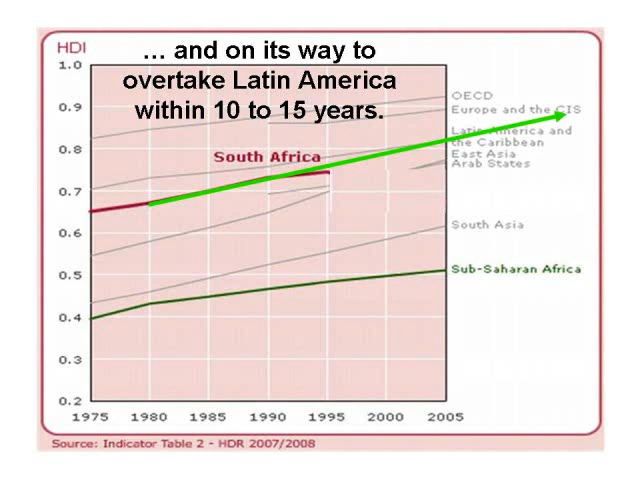 HDI
… and on its way to
overtake Latin America
within 10 to 15 years.
1.0
0.9
0.8
0.7
0.6
0.5
0.4
0.3
0.2
South Africa
OECD
Europe and the CIS
Latin America and
the Caribbean
East Asia
Arab States
South Asia
Sub-Saharan Africa
1975 1980 1985 1990 1995 2000 2005
Source: Indicator Table 2 - HDR 2007/2008